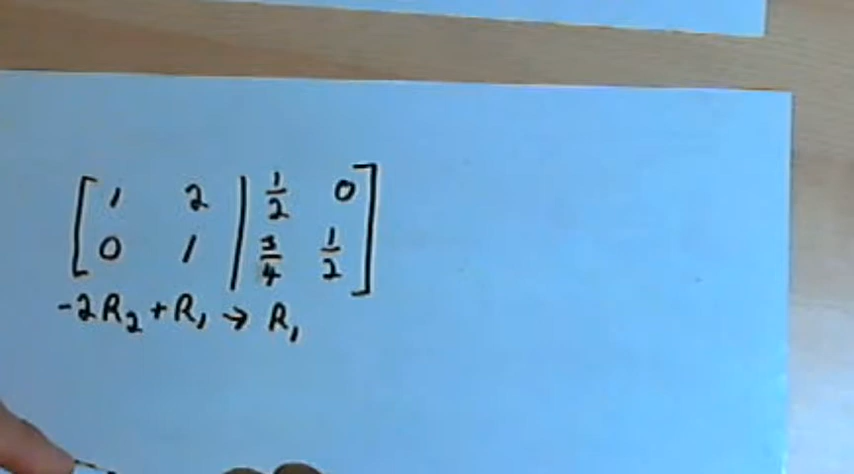 [ 1 2 | 1/2 0 ]
[ 0 1 | 3/4 1/2 ]
-2R₂ + R₁ → R₁